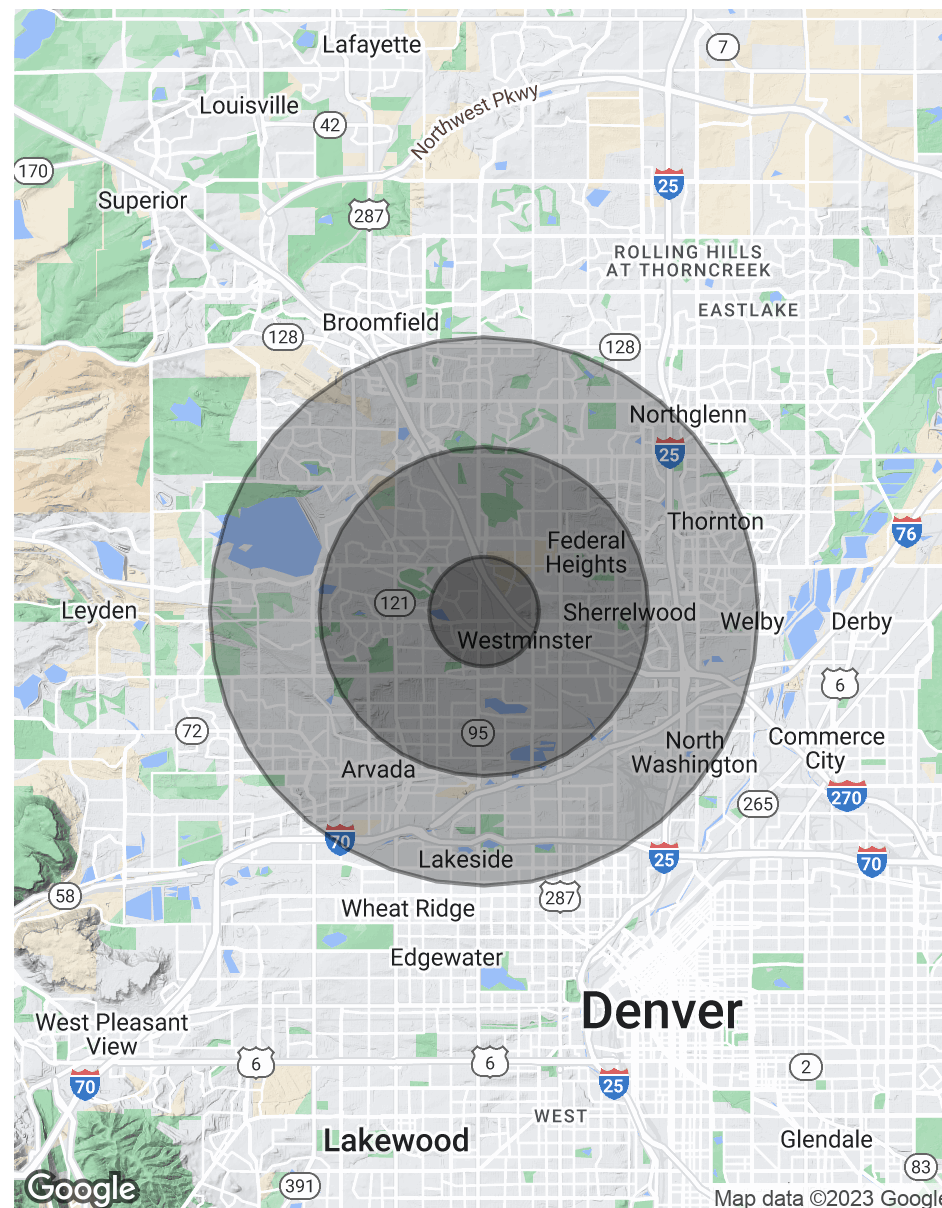 Lafayette
7
Louisville
42
Northwest Pkwy
170
25
Superior
287
ROLLING HILLS
AT THORNCREEK
EASTLAKE
Broomfield
128
128
Northglenn
25
Thornton
76
Federal
Heights
121
Leyden
Sherrelwood
Welby
Derby
Westminster
6
72
95
North
Washington
Commerce
City
Arvada
270
265
70
Lakeside
25
70
58
287
Wheat Ridge
Edgewater
Denver
West Pleasant
View
6
6
2
70
25
WEST
Lakewood
Glendale
83
391
Google
Map data ©2023 Google